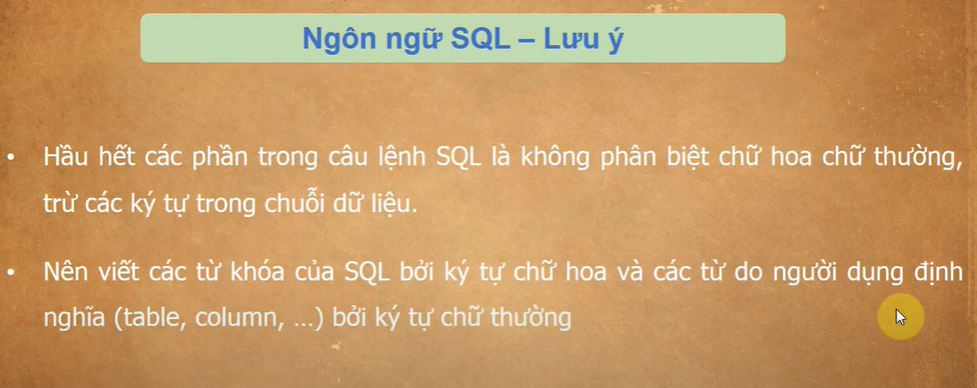 Ngôn ngữ SQL – Lưu ý
• Hầu hết các phần trong câu lệnh SQL là không phân biệt chữ hoa chữ thường,
trừ các ký tự trong chuỗi dữ liệu.
• Nên viết các từ khóa của SQL bởi ký tự chữ hoa và các từ do người dụng định
nghĩa (table, column, ...) bởi ký tự chữ thường